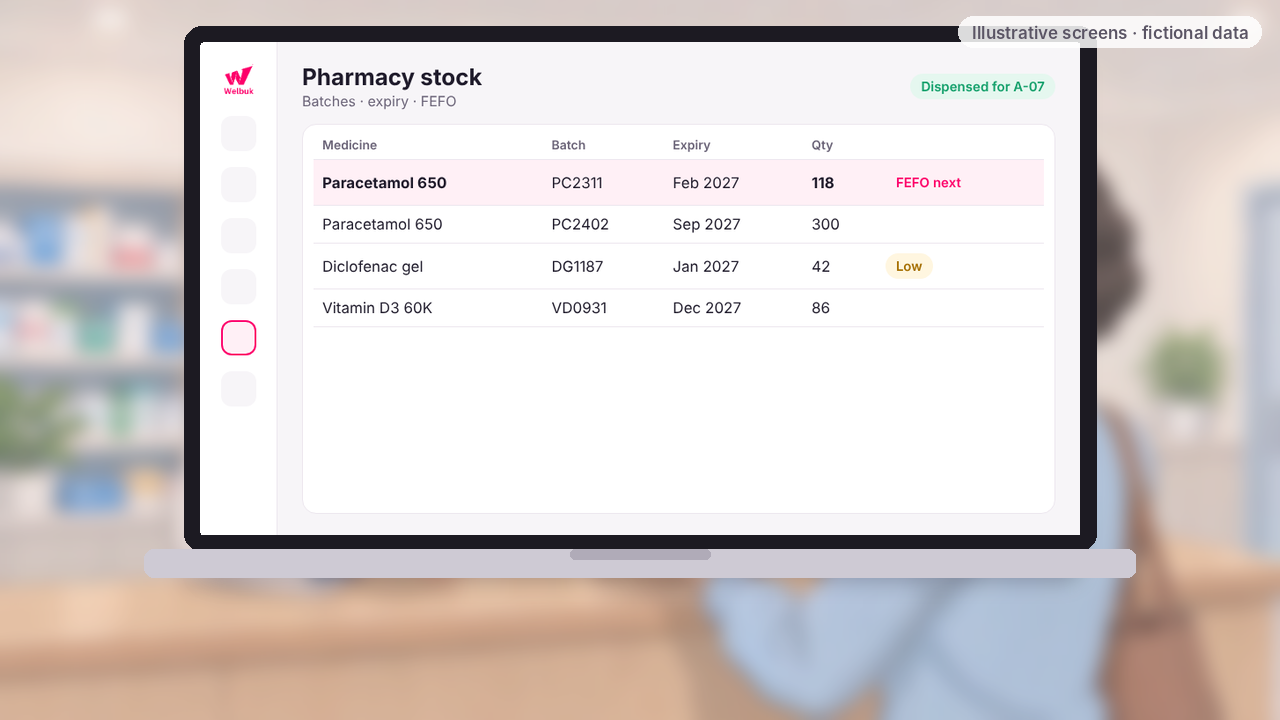 Illustrative screens · fictional data
Welbuk
Pharmacy stock
Batches · expiry · FEFO
Dispensed for A-07
Medicine Batch Expiry Qty
Paracetamol 650 PC2311 Feb 2027 118 FEFO next
Paracetamol 650 PC2402 Sep 2027 300
Diclofenac gel DG1187 Jan 2027 42 Low
Vitamin D3 60K VD0931 Dec 2027 86